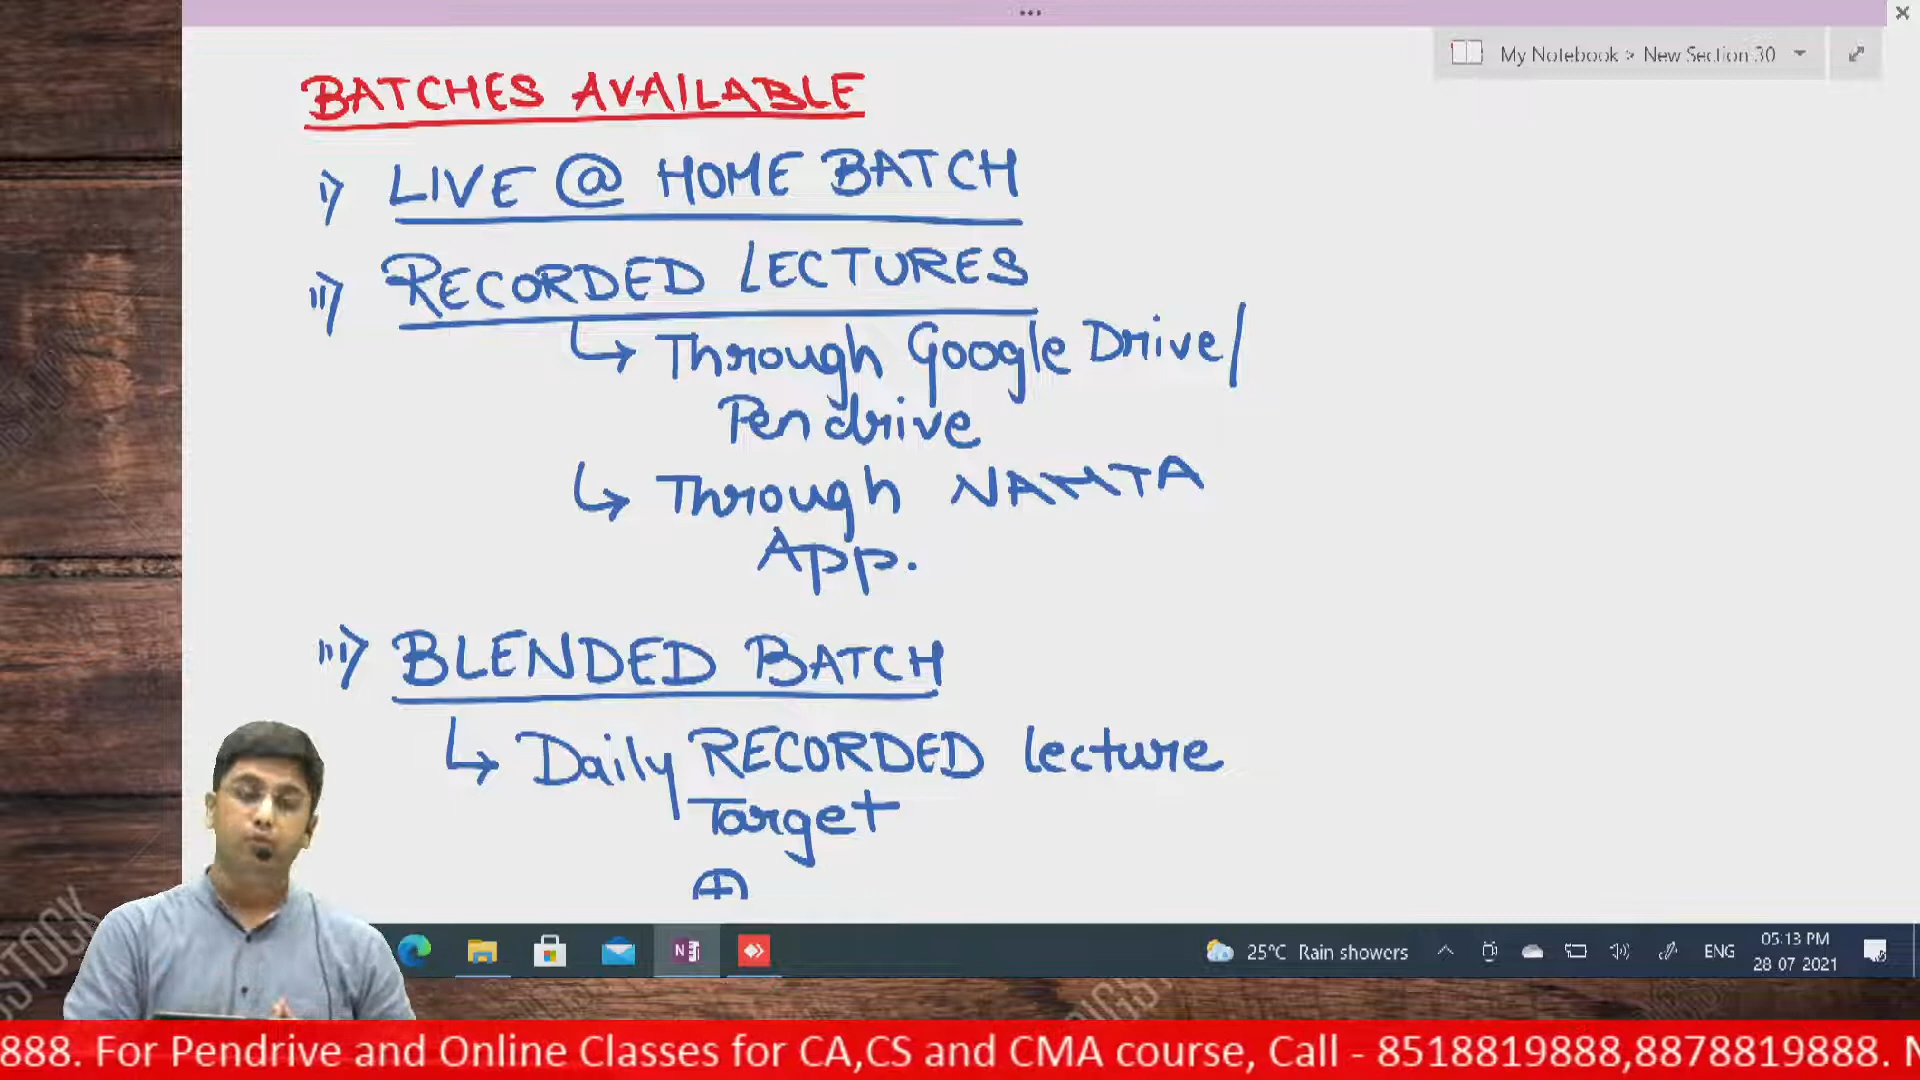 My Notebook > New Section 30
BATCHES AVAILABLE
i) LIVE @ HOME BATCH
ii) RECORDED LECTURES
↳ Through Google Drive/
Pendrive
↳ Through NAMTA
App.
iii) BLENDED BATCH
↳ Daily RECORDED lecture
Target
⊕
25°C Rain showers
ENG
05:13 PM
28-07-2021
888. For Pendrive and Online Classes for CA,CS and CMA course, Call - 8518819888,8878819888. N